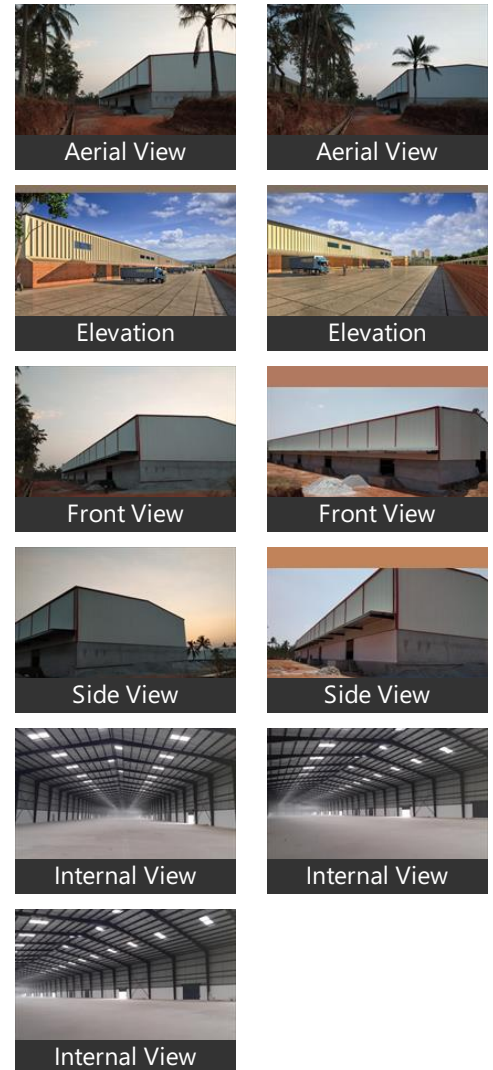 Aerial View
Aerial View
Elevation
Elevation
Front View
Front View
Side View
Side View
Internal View
Internal View
Internal View